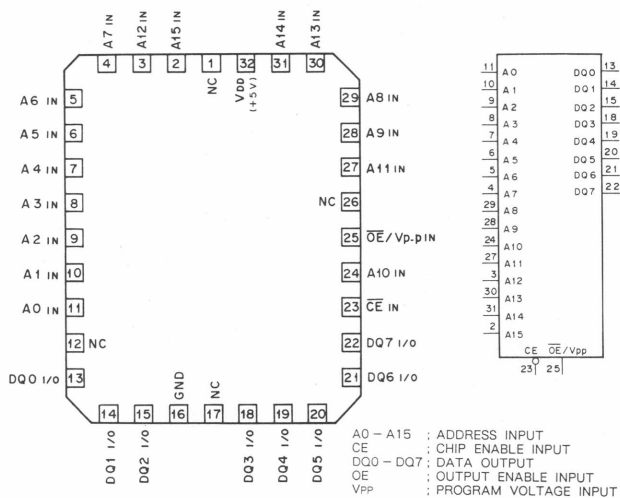 A7 IN
A12 IN
A15 IN
A14 IN
A13 IN
4 3 2 1 32 31 30
NC
VDD
(+5V)
A6 IN 5
A5 IN 6
A4 IN 7
A3 IN 8
A2 IN 9
A1 IN 10
A0 IN 11
12 NC
DQ0 I/O 13
29 A8 IN
28 A9 IN
27 A11 IN
NC 26
25 OE/Vp.p IN
24 A10 IN
23 CE IN
22 DQ7 I/O
21 DQ6 I/O
GND
NC
14 15 16 17 18 19 20
DQ1 I/O
DQ2 I/O
DQ3 I/O
DQ4 I/O
DQ5 I/O
11 A0 DQ0 13
10 A1 DQ1 14
9 A2 DQ2 15
8 A3 DQ3 18
7 A4 DQ4 19
6 A5 DQ5 20
5 A6 DQ6 21
4 A7 DQ7 22
29 A8
28 A9
24 A10
27 A11
3 A12
30 A13
31 A14
2 A15
CE OE/Vpp
23 25
A0 – A15 ; ADDRESS INPUT
CE ; CHIP ENABLE INPUT
DQ0 – DQ7 ; DATA OUTPUT
OE ; OUTPUT ENABLE INPUT
VPP ; PROGRAM VOLTAGE INPUT